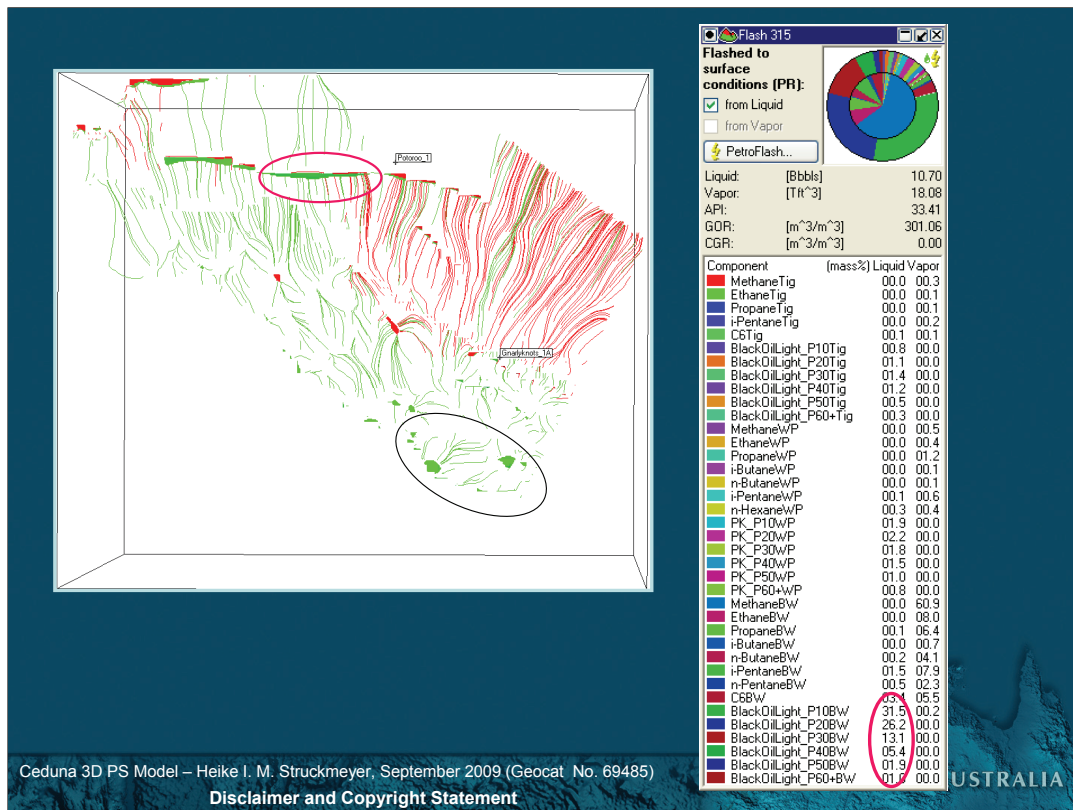 Potoroo_1
Gnarlyknots_1A
Flash 315
Flashed to
surface
conditions (PR):
from Liquid
from Vapor
PetroFlash...
Liquid: [Bbbls] 10.70
Vapor: [Tft^3] 18.08
API: 33.41
GOR: [m^3/m^3] 301.06
CGR: [m^3/m^3] 0.00
Component (mass%) Liquid Vapor
MethaneTig 00.0 00.3
EthaneTig 00.0 00.1
PropaneTig 00.0 00.1
i-PentaneTig 00.0 00.2
C6Tig 00.1 00.1
BlackOilLight_P10Tig 00.8 00.0
BlackOilLight_P20Tig 01.1 00.0
BlackOilLight_P30Tig 01.4 00.0
BlackOilLight_P40Tig 01.2 00.0
BlackOilLight_P50Tig 00.5 00.0
BlackOilLight_P60+Tig 00.3 00.0
MethaneWP 00.0 00.5
EthaneWP 00.0 00.4
PropaneWP 00.0 01.2
i-ButaneWP 00.0 00.1
n-ButaneWP 00.0 00.1
i-PentaneWP 00.1 00.6
n-HexaneWP 00.3 00.4
PK_P10WP 01.9 00.0
PK_P20WP 02.2 00.0
PK_P30WP 01.8 00.0
PK_P40WP 01.5 00.0
PK_P50WP 01.0 00.0
PK_P60+WP 00.8 00.0
MethaneBW 00.0 60.9
EthaneBW 00.0 08.0
PropaneBW 00.1 06.4
i-ButaneBW 00.0 00.7
n-ButaneBW 00.2 04.1
i-PentaneBW 01.5 07.9
n-PentaneBW 00.5 02.3
C6BW 03.4 05.5
BlackOilLight_P10BW 31.5 00.2
BlackOilLight_P20BW 26.2 00.0
BlackOilLight_P30BW 13.1 00.0
BlackOilLight_P40BW 05.4 00.0
BlackOilLight_P50BW 01.9 00.0
BlackOilLight_P60+BW 00.0
Ceduna 3D PS Model – Heike I. M. Struckmeyer, September 2009 (Geocat No. 69485)
Disclaimer and Copyright Statement
USTRALIA